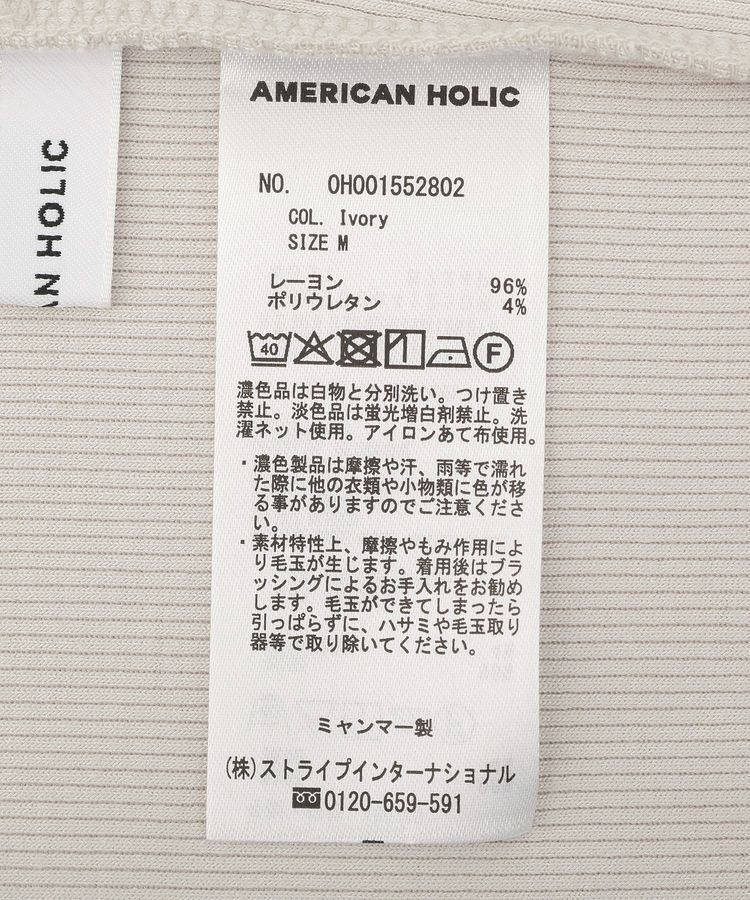 AN HOLIC
AMERICAN HOLIC
NO. OH001552802
COL. Ivory
SIZE M
レーヨン 96%
ポリウレタン 4%
40
F
濃色品は白物と分別洗い。つけ置き
禁止。淡色品は蛍光増白剤禁止。洗
濯ネット使用。アイロンあて布使用。
・濃色製品は摩擦や汗、雨等で濡れ
た際に他の衣類や小物類に色が移
る事がありますのでご注意くださ
い。
・素材特性上、摩擦やもみ作用によ
り毛玉が生じます。着用後はブラ
ッシングによるお手入れをお勧め
します。毛玉ができてしまったら
引っぱらずに、ハサミや毛玉取り
器等で取り除いてください。
ミャンマー製
(株)ストライプインターナショナル
0120-659-591